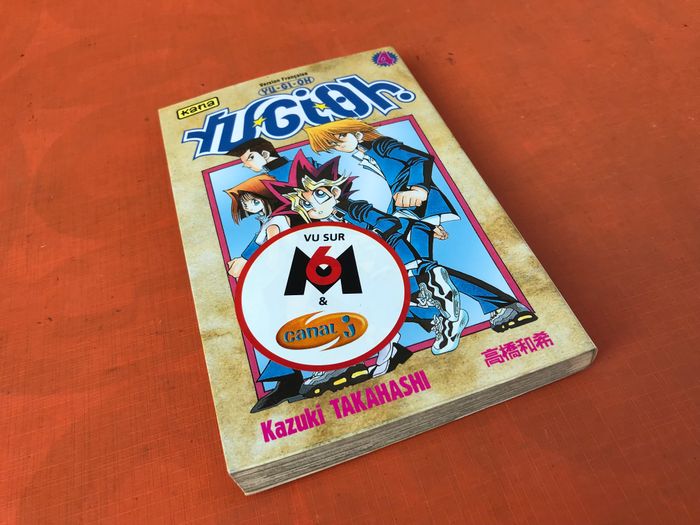 Version Française
YU-GI-OH
4
kana
YU-GI-OH!
VU SUR
M6
&
CANAL J
Kazuki TAKAHASHI
高橋和希